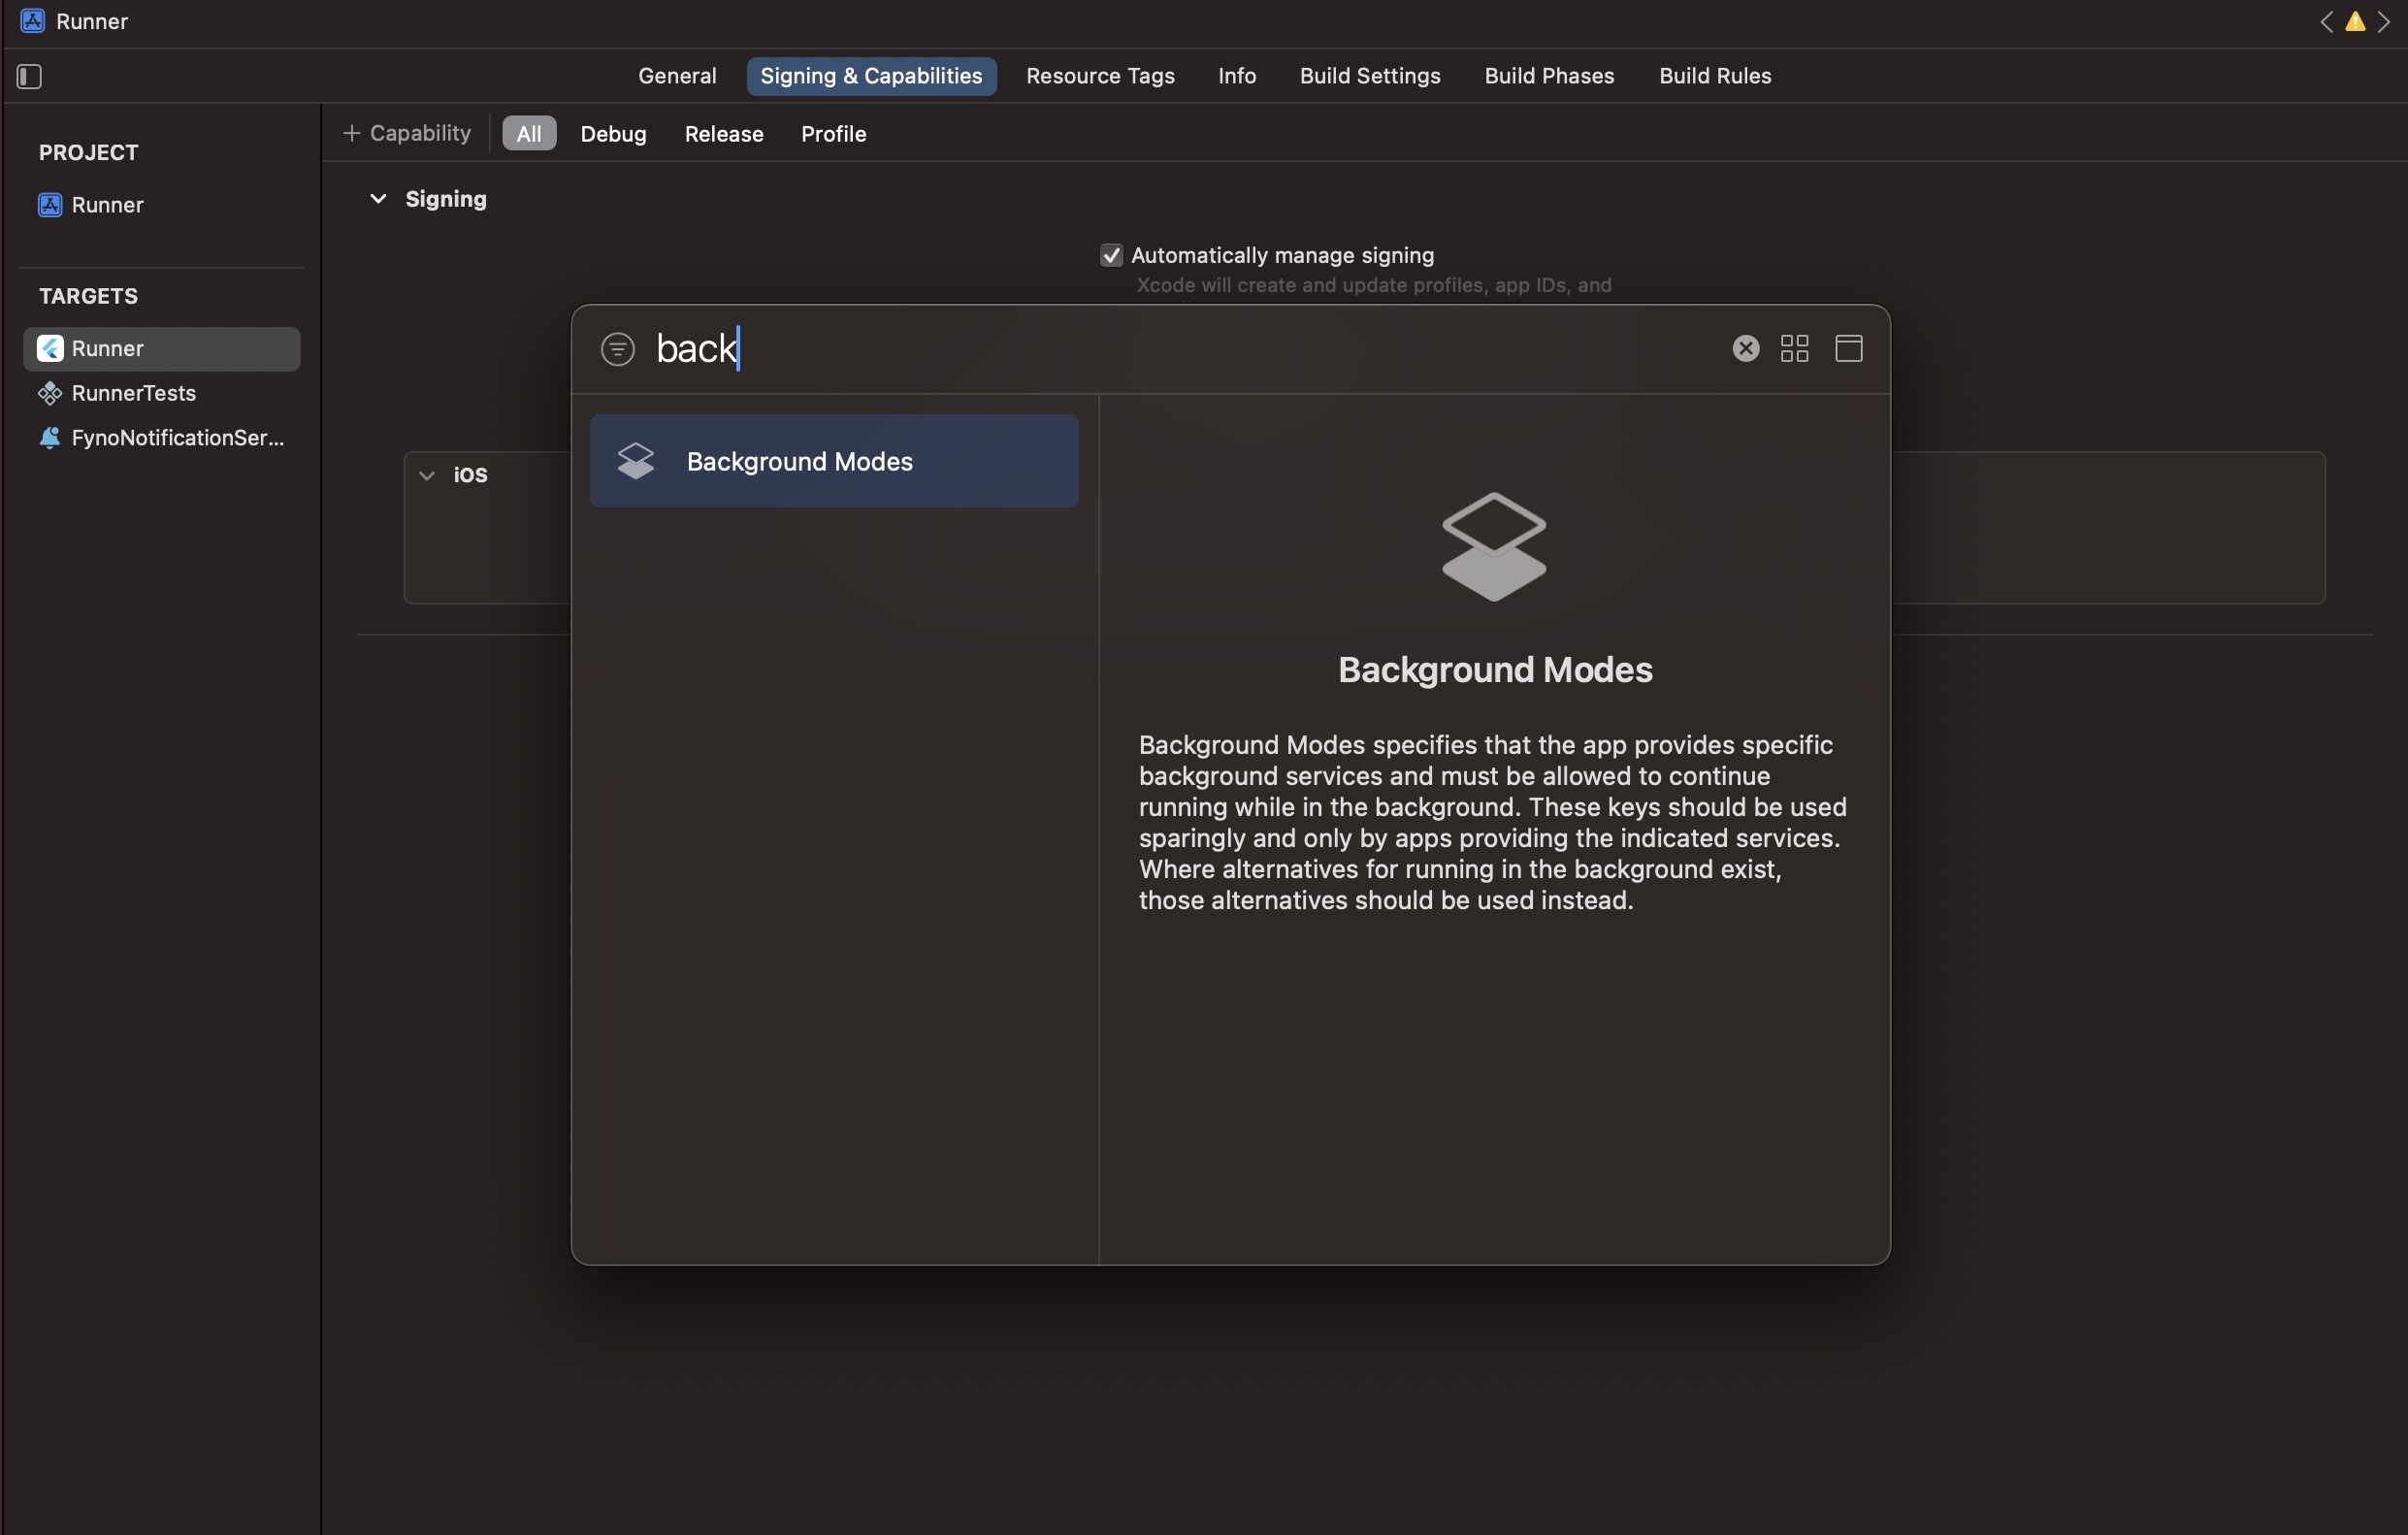 Runner
General Signing & Capabilities Resource Tags Info Build Settings Build Phases Build Rules
+ Capability All Debug Release Profile
PROJECT
Runner
TARGETS
Runner
RunnerTests
FynoNotificationSer...
Signing
Automatically manage signing
Xcode will create and update profiles, app IDs, and
iOS
back
Background Modes
Background Modes
Background Modes specifies that the app provides specific
background services and must be allowed to continue
running while in the background. These keys should be used
sparingly and only by apps providing the indicated services.
Where alternatives for running in the background exist,
those alternatives should be used instead.